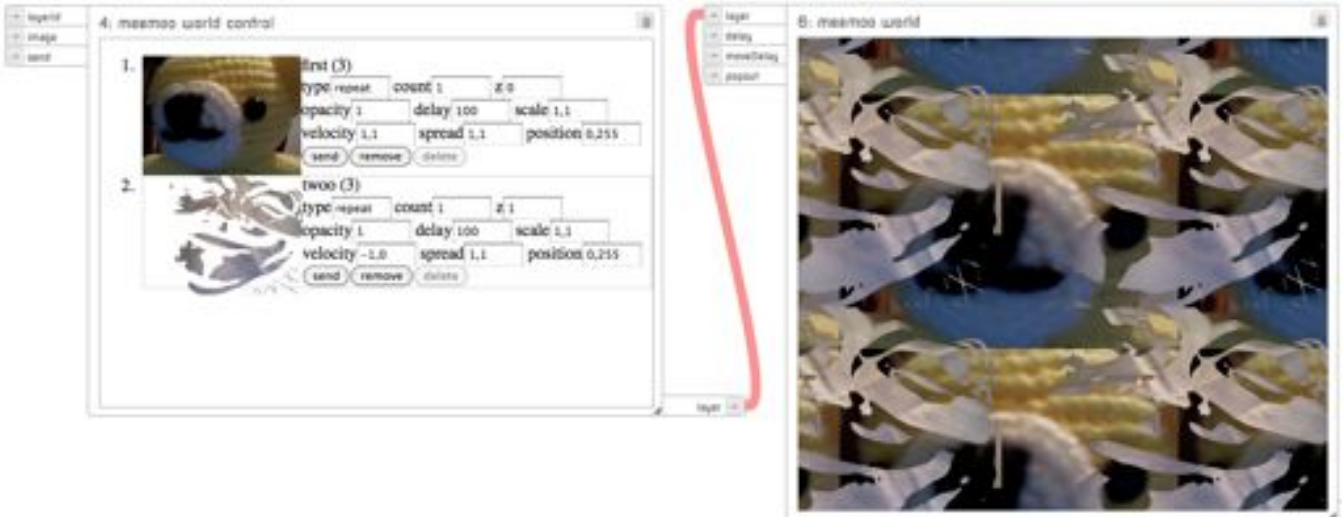 layerId
image
send
4: meemoo world control
1.
first (3)
type repeat count 1 z 0
opacity 1 delay 100 scale 1,1
velocity 1,1 spread 1,1 position 0,255
send remove delete
2.
twoo (3)
type repeat count 1 z 1
opacity 1 delay 100 scale 1,1
velocity -1,0 spread 1,1 position 0,255
send remove delete
layer
layer
delay
moveDelay
popout
6: meemoo world